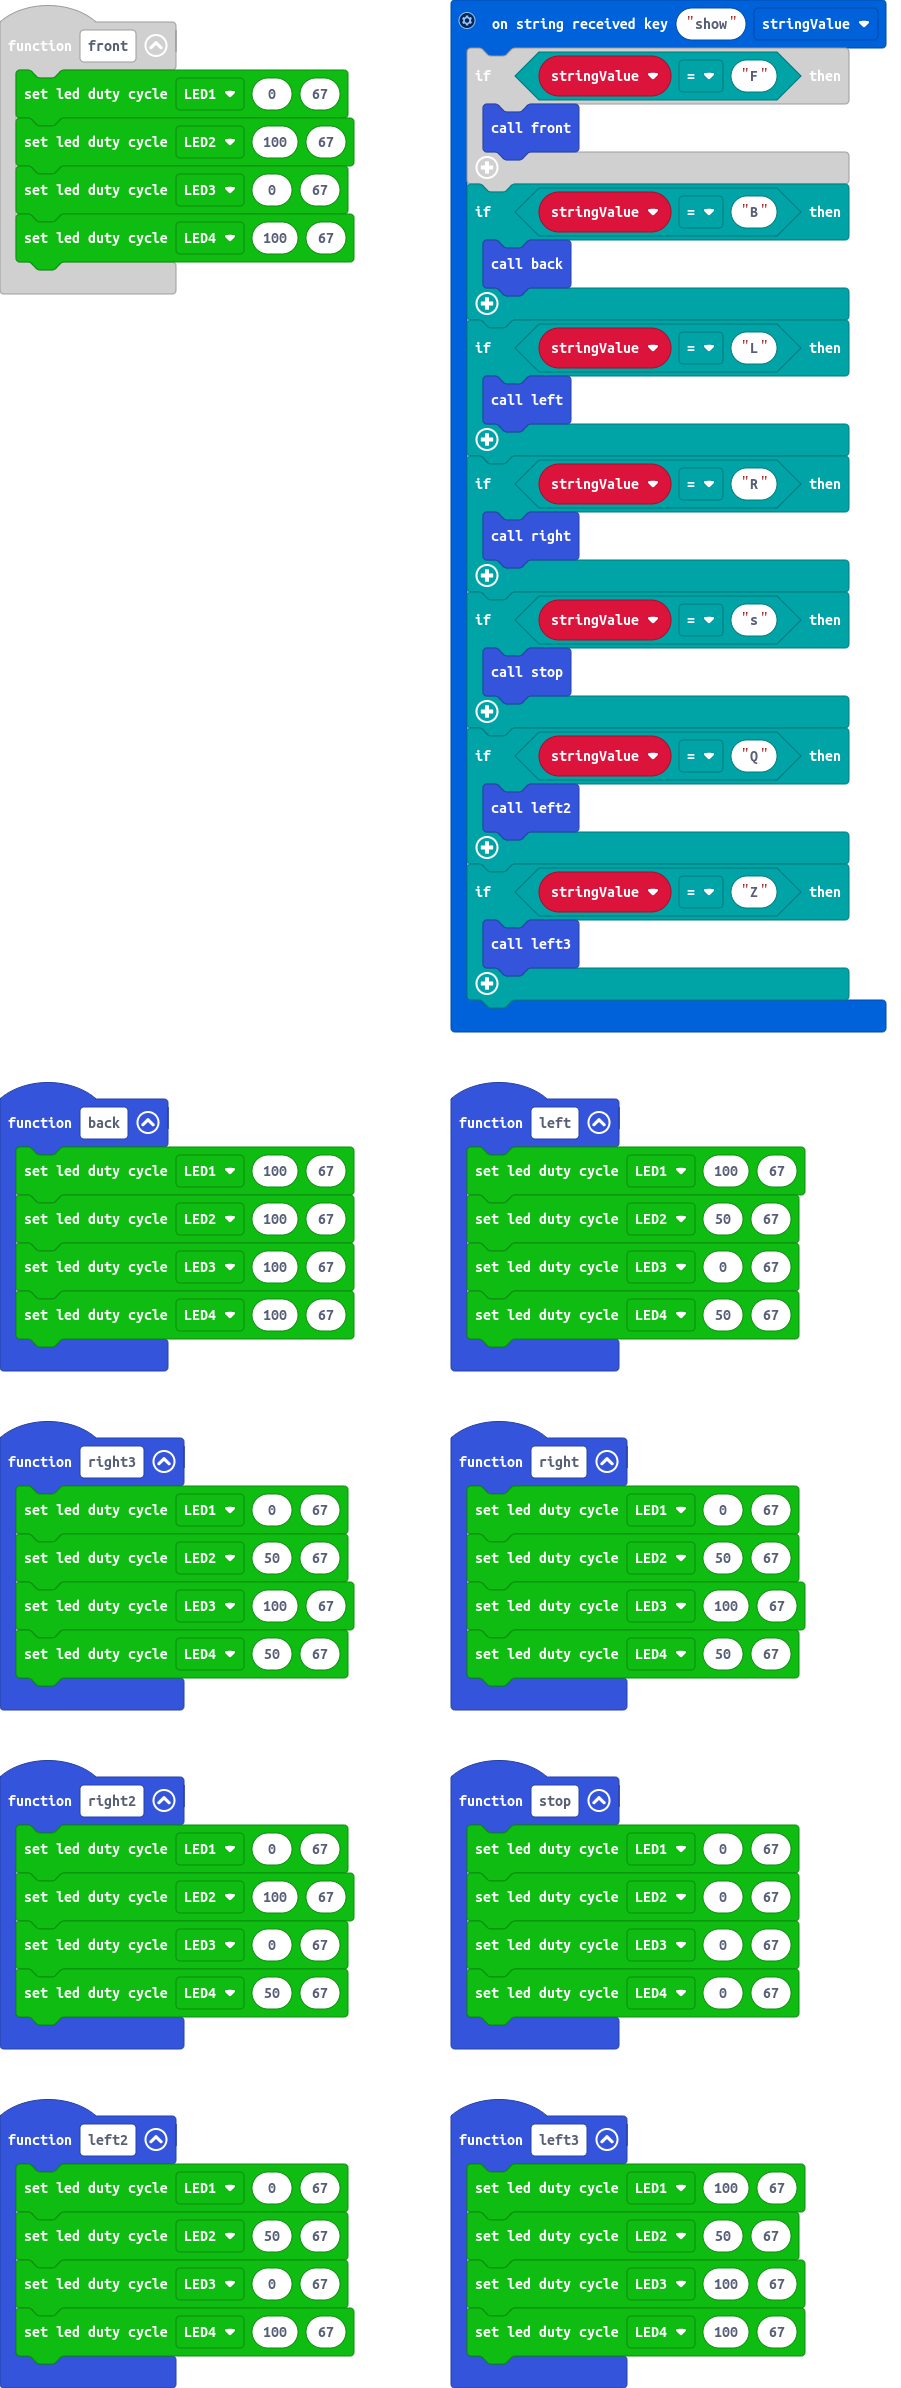 function front
set led duty cycle LED1 0 67
set led duty cycle LED2 100 67
set led duty cycle LED3 0 67
set led duty cycle LED4 100 67
on string received key "show" stringValue
if stringValue = "F" then
call front
if stringValue = "B" then
call back
if stringValue = "L" then
call left
if stringValue = "R" then
call right
if stringValue = "s" then
call stop
if stringValue = "Q" then
call left2
if stringValue = "Z" then
call left3
function back
set led duty cycle LED1 100 67
set led duty cycle LED2 100 67
set led duty cycle LED3 100 67
set led duty cycle LED4 100 67
function left
set led duty cycle LED1 100 67
set led duty cycle LED2 50 67
set led duty cycle LED3 0 67
set led duty cycle LED4 50 67
function right3
set led duty cycle LED1 0 67
set led duty cycle LED2 50 67
set led duty cycle LED3 100 67
set led duty cycle LED4 50 67
function right
set led duty cycle LED1 0 67
set led duty cycle LED2 50 67
set led duty cycle LED3 100 67
set led duty cycle LED4 50 67
function right2
set led duty cycle LED1 0 67
set led duty cycle LED2 100 67
set led duty cycle LED3 0 67
set led duty cycle LED4 50 67
function stop
set led duty cycle LED1 0 67
set led duty cycle LED2 0 67
set led duty cycle LED3 0 67
set led duty cycle LED4 0 67
function left2
set led duty cycle LED1 0 67
set led duty cycle LED2 50 67
set led duty cycle LED3 0 67
set led duty cycle LED4 100 67
function left3
set led duty cycle LED1 100 67
set led duty cycle LED2 50 67
set led duty cycle LED3 100 67
set led duty cycle LED4 100 67